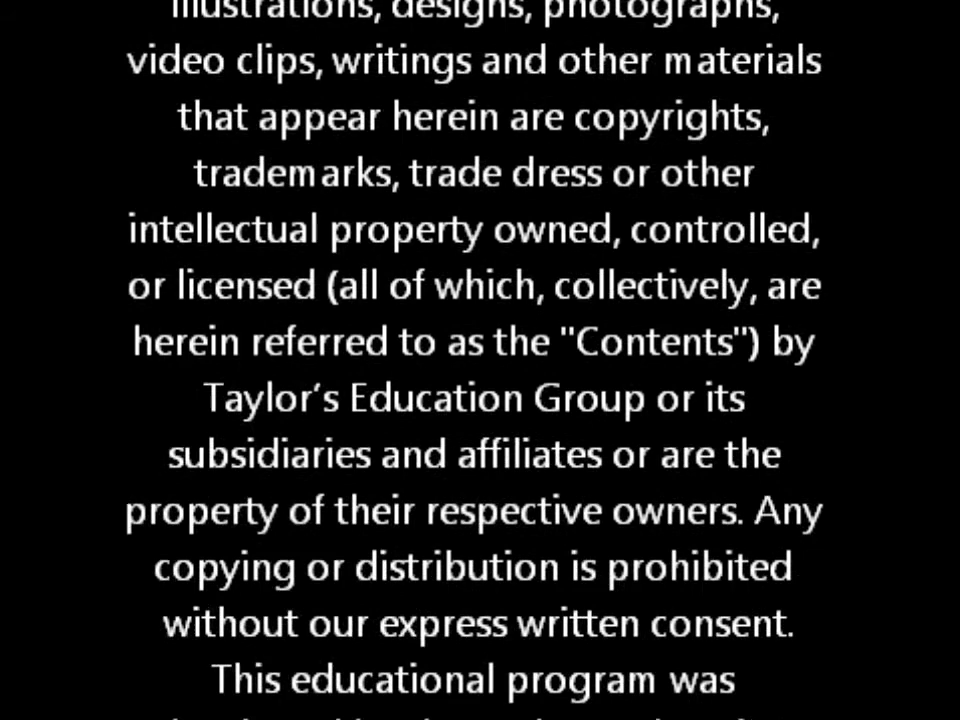 illustrations, designs, photographs,
video clips, writings and other materials
that appear herein are copyrights,
trademarks, trade dress or other
intellectual property owned, controlled,
or licensed (all of which, collectively, are
herein referred to as the "Contents") by
Taylor’s Education Group or its
subsidiaries and affiliates or are the
property of their respective owners. Any
copying or distribution is prohibited
without our express written consent.
This educational program was